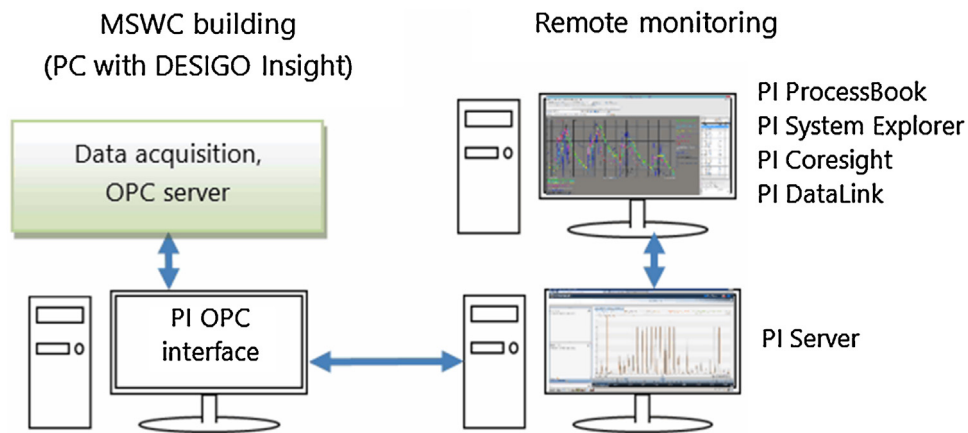 MSWC building
(PC with DESIGO Insight)
Data acquisition,
OPC server
PI OPC
interface
Remote monitoring
PI ProcessBook
PI System Explorer
PI Coresight
PI DataLink
PI Server